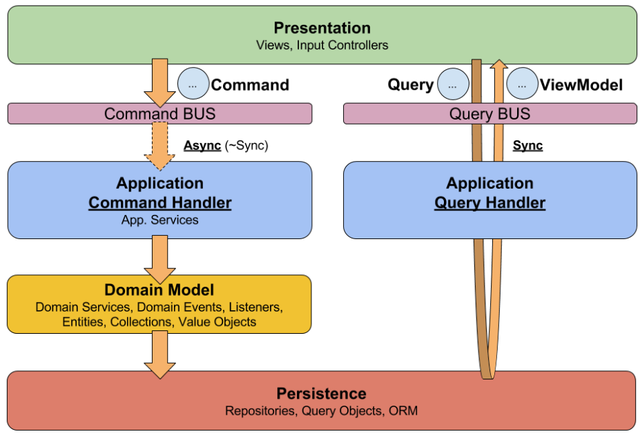 Presentation
Views, Input Controllers
... Command
Query ...
... ViewModel
Command BUS
Query BUS
Async (~Sync)
Sync
Application
Command Handler
App. Services
Application
Query Handler
Domain Model
Domain Services, Domain Events, Listeners,
Entities, Collections, Value Objects
Persistence
Repositories, Query Objects, ORM